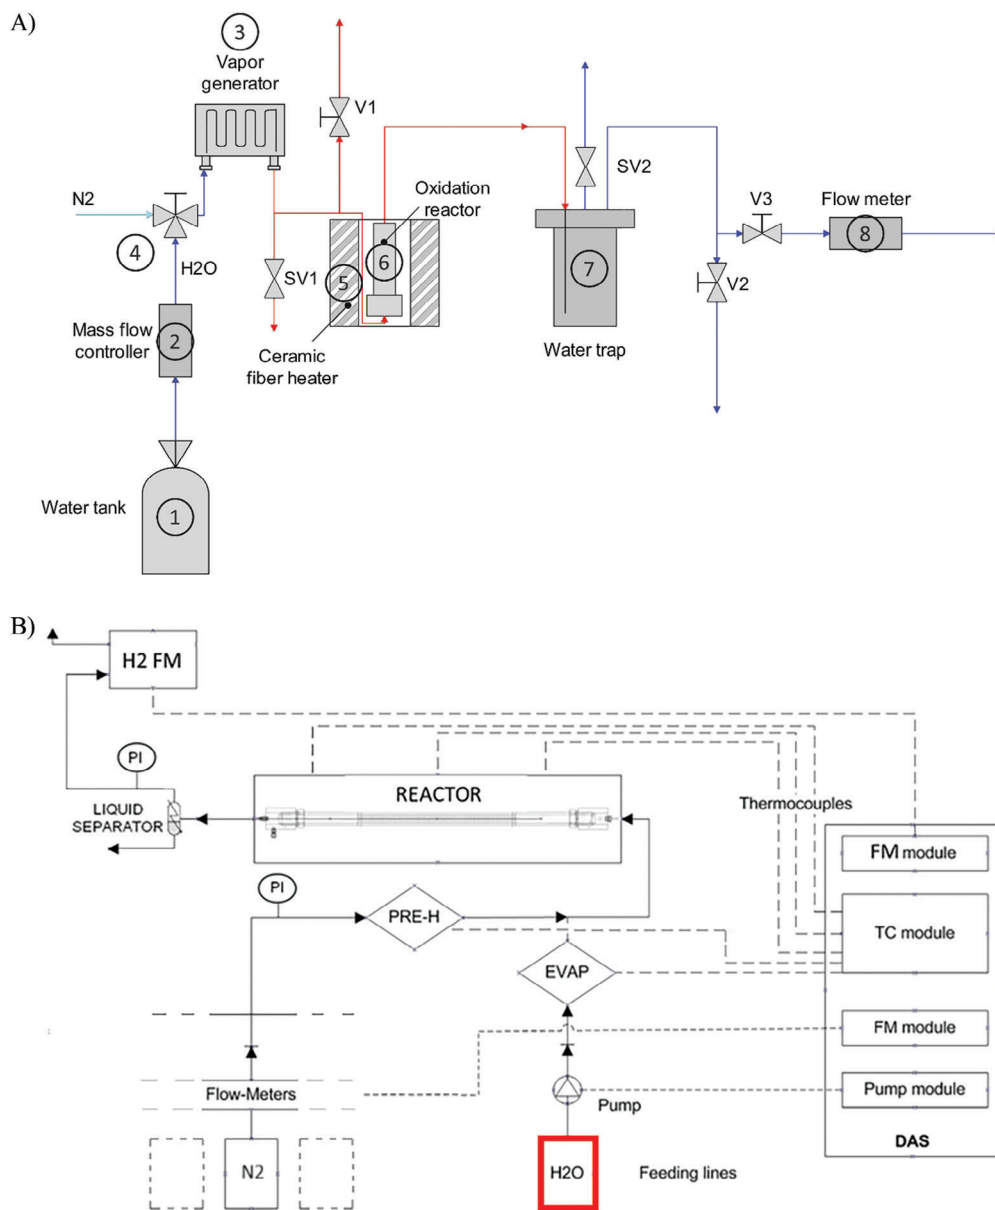 A)
3
Vapor
generator
V1
N2
4
H2O
SV1
Oxidation
reactor
5
6
Ceramic
fiber heater
Mass flow
controller
2
Water tank
1
SV2
7
Water trap
V3
V2
Flow meter
8
B)
H2 FM
PI
LIQUID
SEPARATOR
REACTOR
Thermocouples
FM module
TC module
PI
PRE-H
EVAP
FM module
Flow-Meters
Pump
Pump module
DAS
N2
H2O
Feeding lines